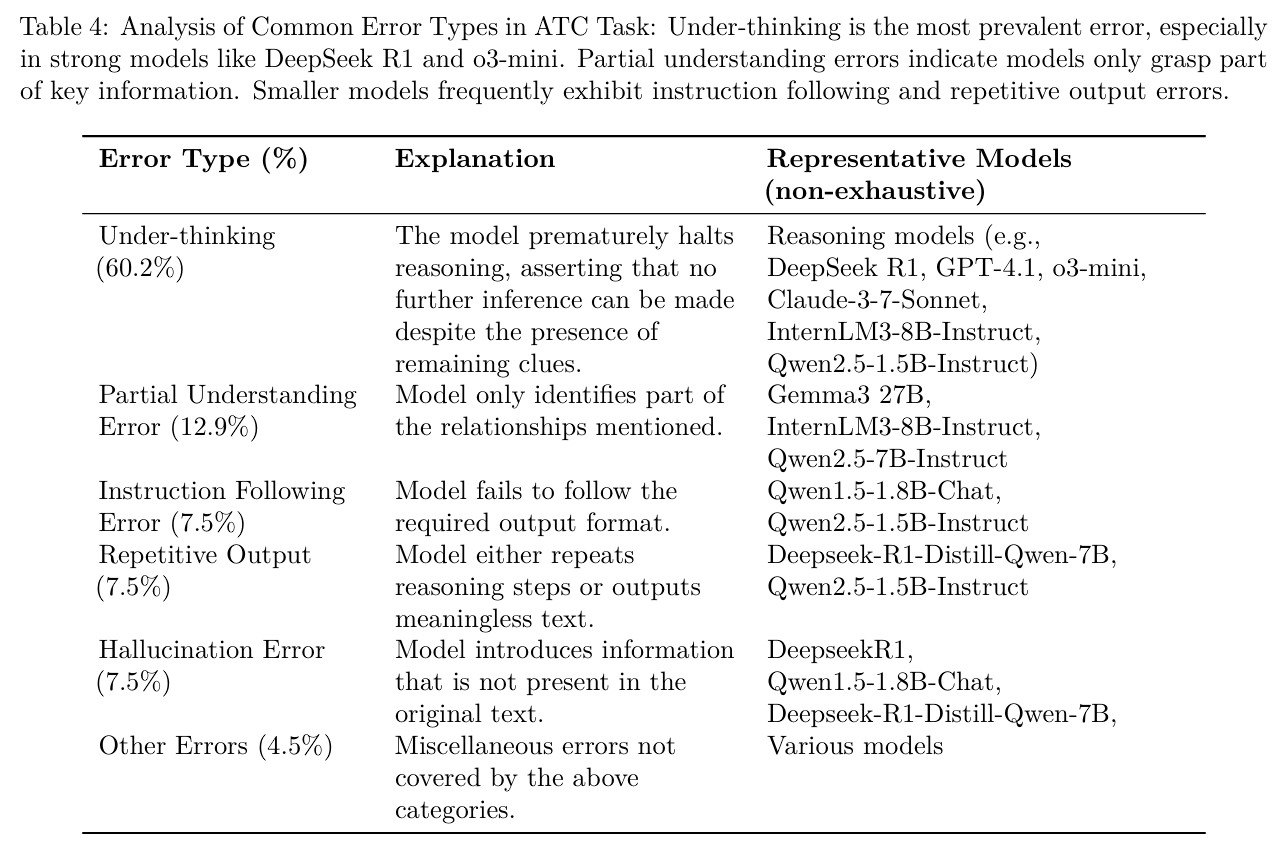 Table 4: Analysis of Common Error Types in ATC Task: Under-thinking is the most prevalent error, especially
in strong models like DeepSeek R1 and o3-mini. Partial understanding errors indicate models only grasp part
of key information. Smaller models frequently exhibit instruction following and repetitive output errors.
Error Type (%) Explanation Representative Models
(non-exhaustive)
Under-thinking The model prematurely halts Reasoning models (e.g.,
(60.2%) reasoning, asserting that no DeepSeek R1, GPT-4.1, o3-mini,
further inference can be made Claude-3-7-Sonnet,
despite the presence of InternLM3-8B-Instruct,
remaining clues. Qwen2.5-1.5B-Instruct)
Partial Understanding Model only identifies part of Gemma3 27B,
Error (12.9%) the relationships mentioned. InternLM3-8B-Instruct,
Qwen2.5-7B-Instruct
Instruction Following Model fails to follow the Qwen1.5-1.8B-Chat,
Error (7.5%) required output format. Qwen2.5-1.5B-Instruct
Repetitive Output Model either repeats Deepseek-R1-Distill-Qwen-7B,
(7.5%) reasoning steps or outputs Qwen2.5-1.5B-Instruct
meaningless text.
Hallucination Error Model introduces information DeepseekR1,
(7.5%) that is not present in the Qwen1.5-1.8B-Chat,
original text. Deepseek-R1-Distill-Qwen-7B,
Other Errors (4.5%) Miscellaneous errors not Various models
covered by the above
categories.